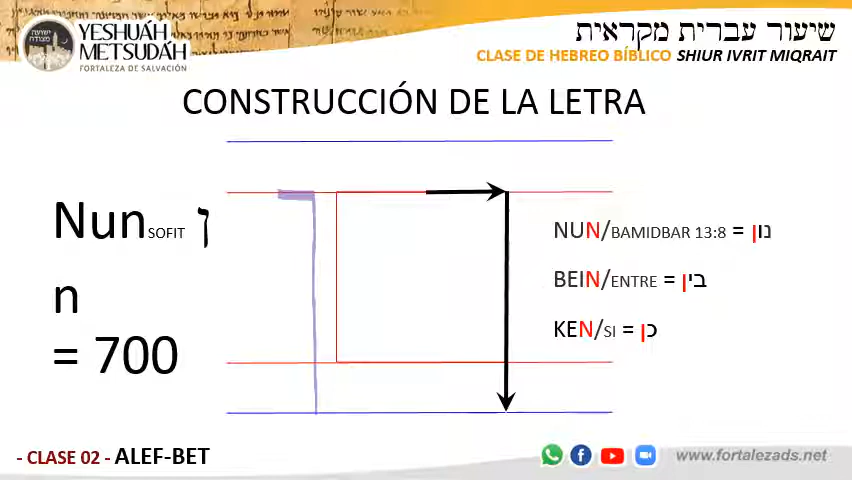 YESHUÁH
METSUDÁH
FORTALEZA DE SALVACIÓN
שיעור עברית מקראית
CLASE DE HEBREO BÍBLICO SHIUR IVRIT MIQRAIT
CONSTRUCCIÓN DE LA LETRA
Nun SOFIT ן
n
= 700
NUN/BAMIDBAR 13:8 = נון
BEIN/ENTRE = בין
KEN/SI = כן
- CLASE 02 - ALEF-BET
www.fortalezads.net